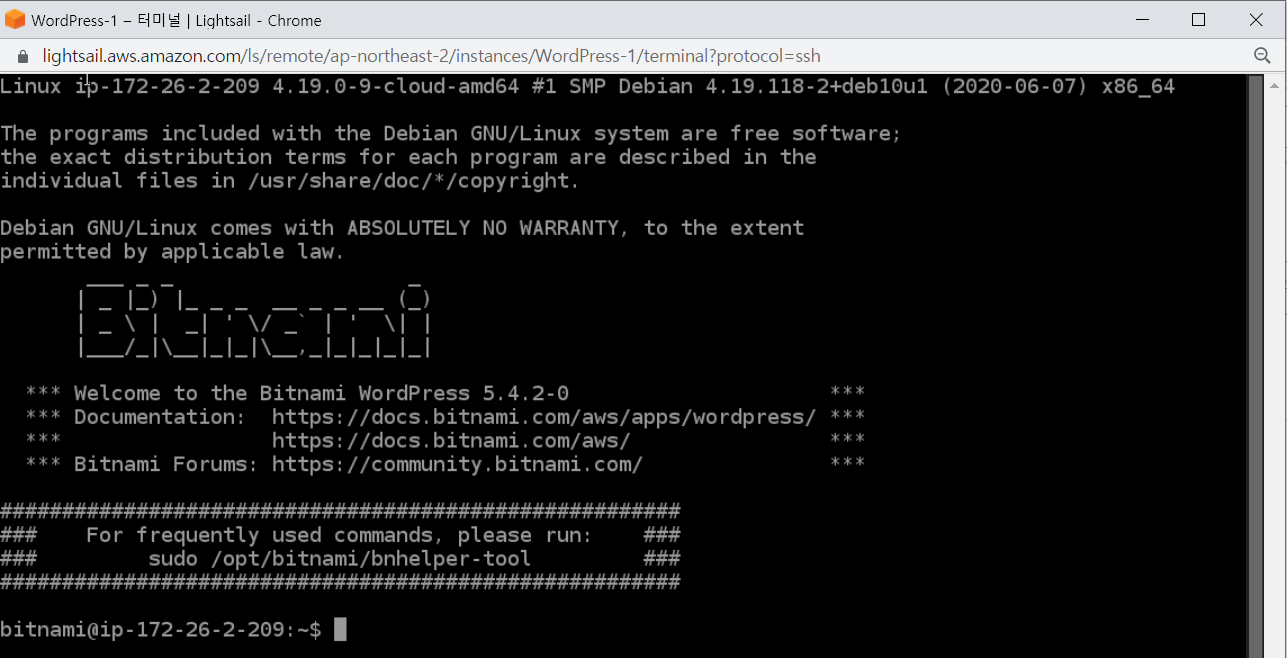 WordPress-1 – 터미널 | Lightsail - Chrome
lightsail.aws.amazon.com/ls/remote/ap-northeast-2/instances/WordPress-1/terminal?protocol=ssh
Linux ip-172-26-2-209 4.19.0-9-cloud-amd64 #1 SMP Debian 4.19.118-2+deb10u1 (2020-06-07) x86_64
The programs included with the Debian GNU/Linux system are free software;
the exact distribution terms for each program are described in the
individual files in /usr/share/doc/*/copyright.
Debian GNU/Linux comes with ABSOLUTELY NO WARRANTY, to the extent
permitted by applicable law.
Bitnami
*** Welcome to the Bitnami WordPress 5.4.2-0 ***
*** Documentation: https://docs.bitnami.com/aws/apps/wordpress/ ***
*** https://docs.bitnami.com/aws/ ***
*** Bitnami Forums: https://community.bitnami.com/ ***
#######################################################
### For frequently used commands, please run: ###
### sudo /opt/bitnami/bnhelper-tool ###
#######################################################
bitnami@ip-172-26-2-209:~$